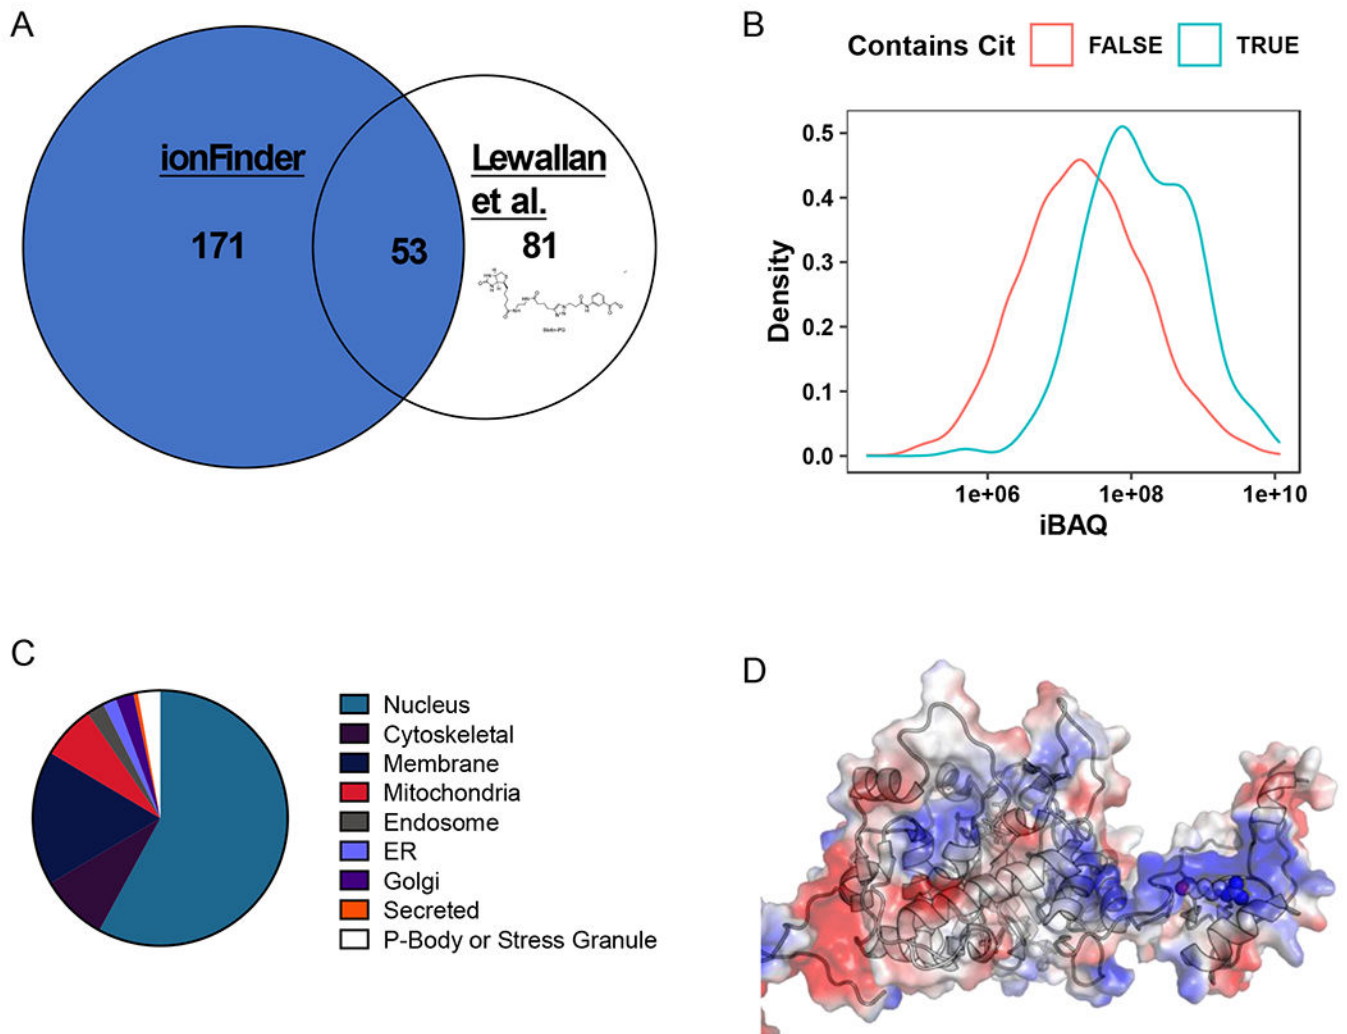 A
ionFinder
171
53
Lewallan
et al.
81
Biotin-PG
B
Contains Cit FALSE TRUE
Density
0.5
0.4
0.3
0.2
0.1
0.0
1e+06 1e+08 1e+10
iBAQ
C
Nucleus
Cytoskeletal
Membrane
Mitochondria
Endosome
ER
Golgi
Secreted
P-Body or Stress Granule
D